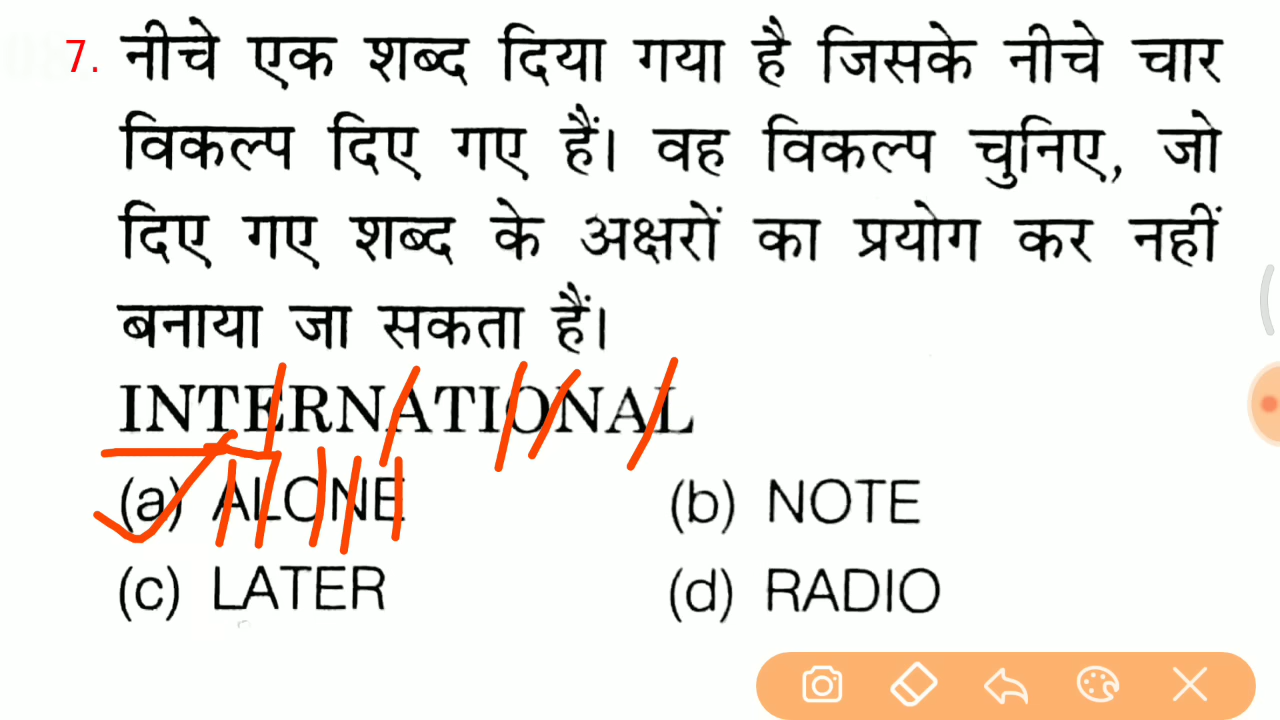 7. नीचे एक शब्द दिया गया है जिसके नीचे चार
विकल्प दिए गए हैं। वह विकल्प चुनिए, जो
दिए गए शब्द के अक्षरों का प्रयोग कर नहीं
बनाया जा सकता हैं।
INTERNATIONAL
(a) ALONE (b) NOTE
(c) LATER (d) RADIO